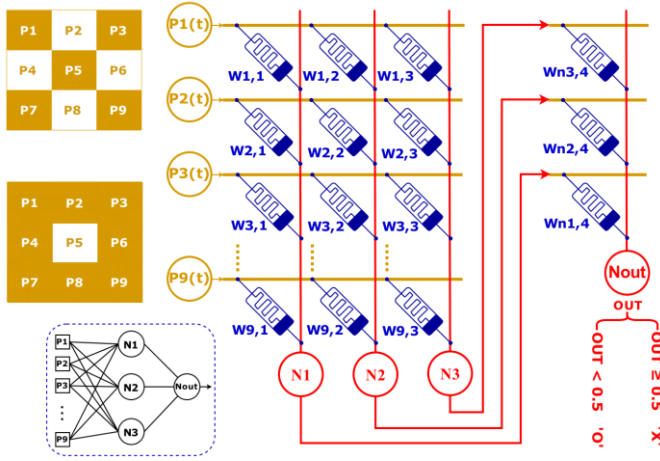 P1 P2 P3
P4 P5 P6
P7 P8 P9
P1 P2 P3
P4 P5 P6
P7 P8 P9
P1(t)
W1,1 W1,2 W1,3
P2(t)
W2,1 W2,2 W2,3
P3(t)
W3,1 W3,2 W3,3
P9(t)
W9,1 W9,2 W9,3
N1 N2 N3
Wn3,4
Wn2,4
Wn1,4
Nout
OUT
OUT ≥ 0.5 'X'
OUT < 0.5 'O'
P1
P2
P3
P9
N1
N2
N3
Nout